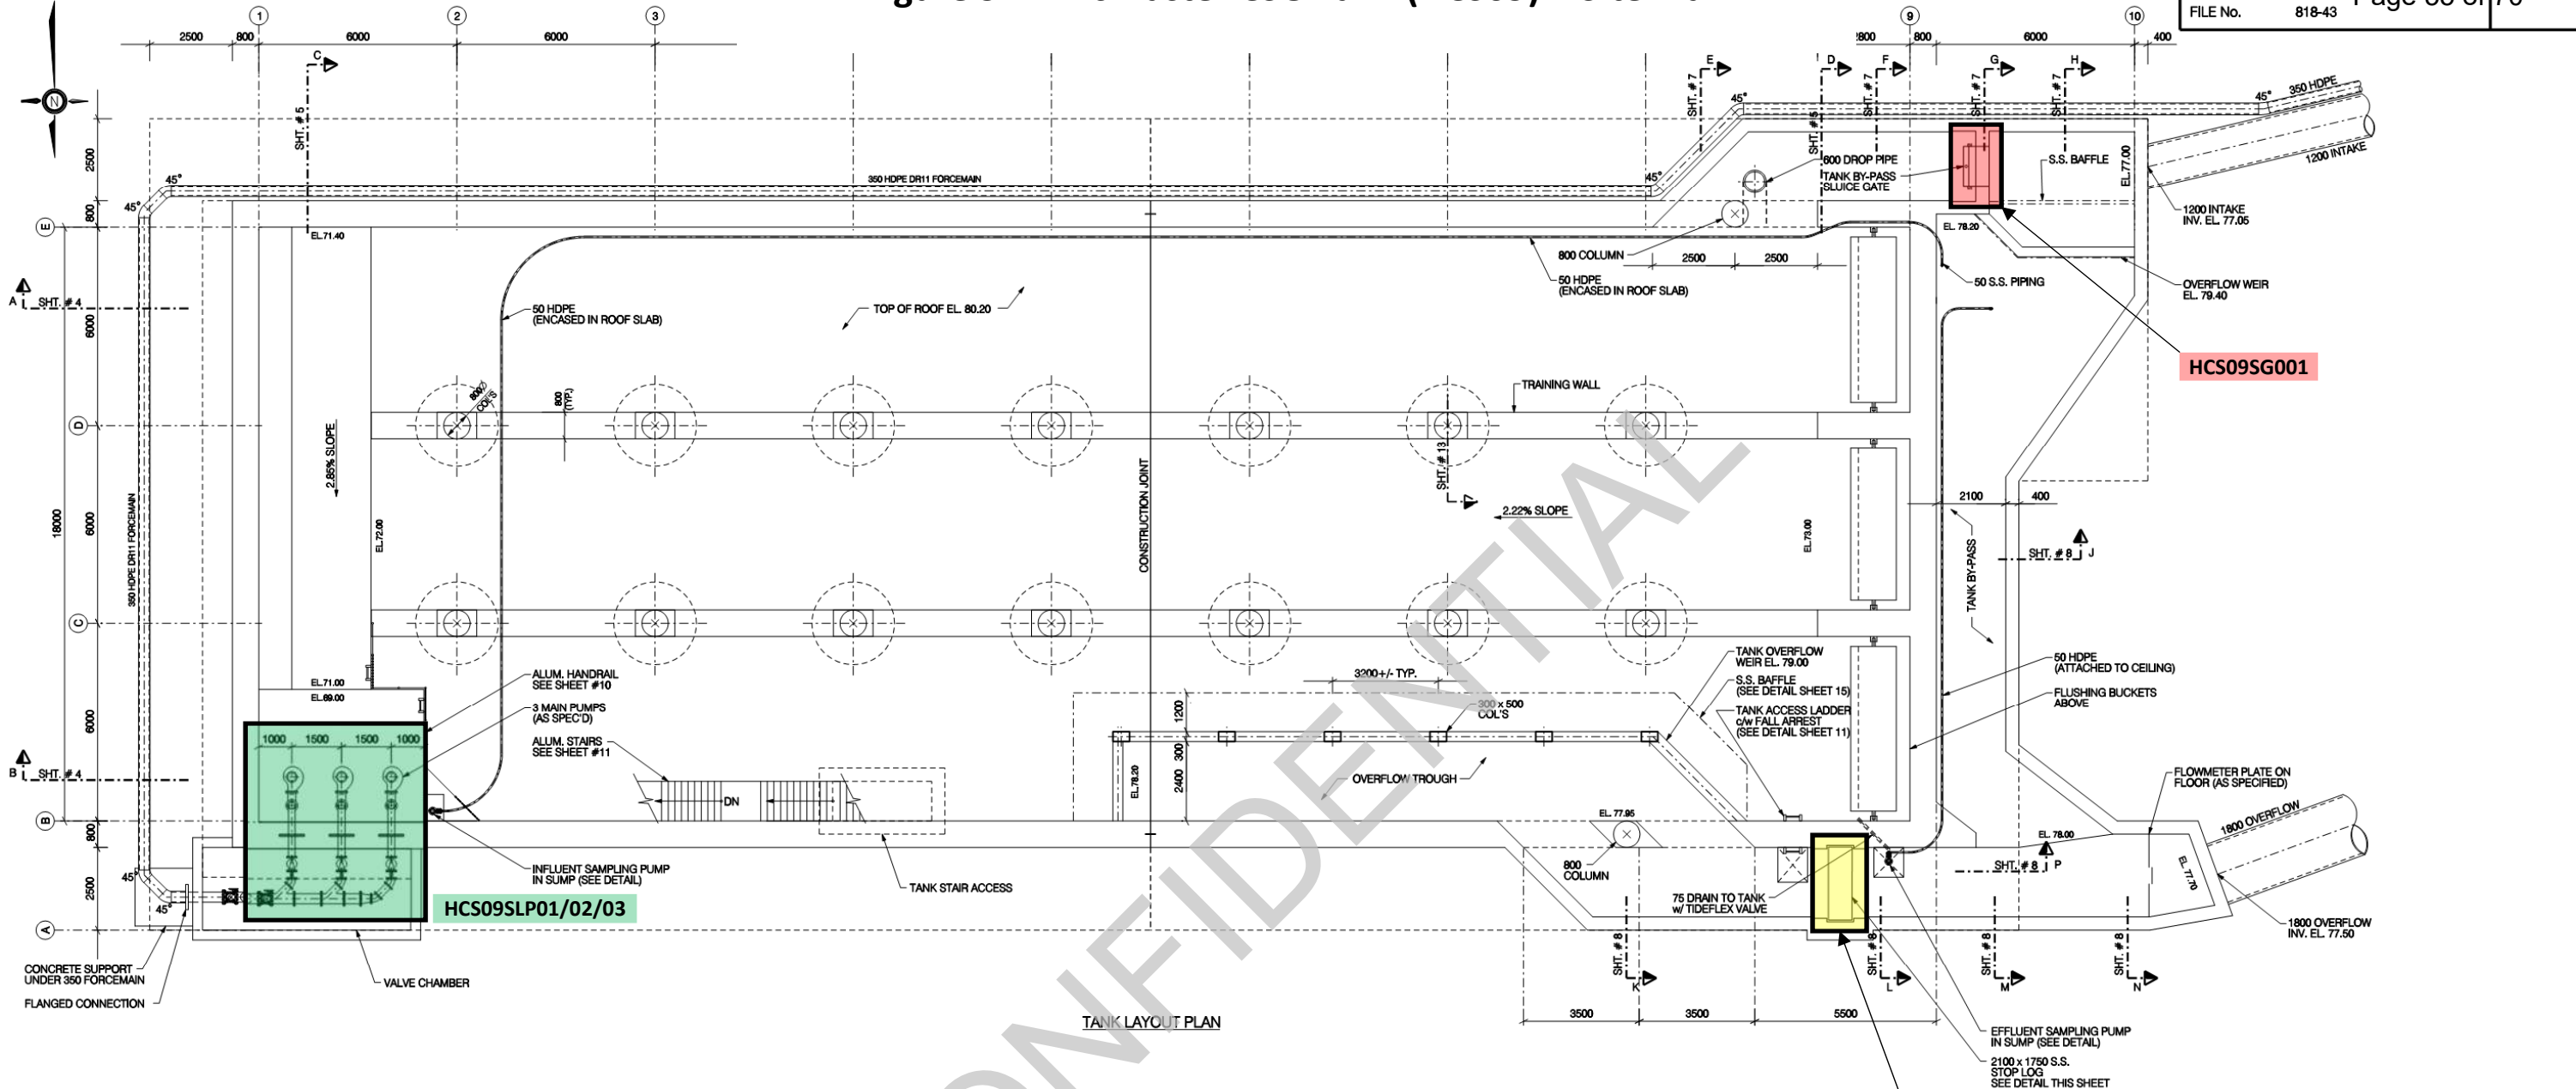 FILE No. 818-43
1
2
3
9
10
2500
800
6000
6000
800
6000
400
C
SHT. # 5
E
SHT. # 7
D
SHT. # 5
F
SHT. # 7
G
SHT. # 7
H
SHT. # 7
N
45°
45°
350 HDPE
1200 INTAKE
2500
800
45°
45°
350 HDPE DR11 FORCEMAIN
45°
600 DROP PIPE
TANK BY-PASS
SLUICE GATE
S.S. BAFFLE
EL.77.00
1200 INTAKE
INV. EL. 77.05
E
EL.71.40
EL. 78.20
800 COLUMN
2500
2500
50 HDPE
(ENCASED IN ROOF SLAB)
50 S.S. PIPING
OVERFLOW WEIR
EL. 79.40
A
SHT. # 4
50 HDPE
(ENCASED IN ROOF SLAB)
TOP OF ROOF EL. 80.20
6000
HCS09SG001
800Ø
COL'S
800
(TYP.)
TRAINING WALL
D
2.85% SLOPE
SHT. # 13
CONSTRUCTION JOINT
2.22% SLOPE
2100
400
18000
6000
EL.72.00
EL.73.00
SHT. # 8
J
TANK BY-PASS
350 HDPE DR11 FORCEMAIN
C
EL.71.00
EL.69.00
ALUM. HANDRAIL
SEE SHEET #10
3 MAIN PUMPS
(AS SPEC'D)
ALUM. STAIRS
SEE SHEET #11
3200+/- TYP.
300 x 500
COL'S
TANK OVERFLOW
WEIR EL. 79.00
S.S. BAFFLE
(SEE DETAIL SHEET 15)
TANK ACCESS LADDER
c/w FALL ARREST
(SEE DETAIL SHEET 11)
50 HDPE
(ATTACHED TO CEILING)
FLUSHING BUCKETS
ABOVE
6000
1000
1500
1500
1000
1200
300
2400
B
SHT. # 4
DN
EL.78.20
OVERFLOW TROUGH
FLOWMETER PLATE ON
FLOOR (AS SPECIFIED)
1800 OVERFLOW
B
800
EL. 77.95
EL. 78.00
2500
45°
45°
INFLUENT SAMPLING PUMP
IN SUMP (SEE DETAIL)
TANK STAIR ACCESS
800
COLUMN
SHT. # 8
P
EL. 77.70
HCS09SLP01/02/03
75 DRAIN TO TANK
w/ TIDEFLEX VALVE
1800 OVERFLOW
INV. EL. 77.50
A
CONCRETE SUPPORT
UNDER 350 FORCEMAIN
FLANGED CONNECTION
VALVE CHAMBER
SHT. # 8
K
SHT. # 8
L
SHT. # 8
M
SHT. # 8
N
3500
3500
5500
TANK LAYOUT PLAN
EFFLUENT SAMPLING PUMP
IN SUMP (SEE DETAIL)
2100 x 1750 S.S.
STOP LOG
SEE DETAIL THIS SHEET